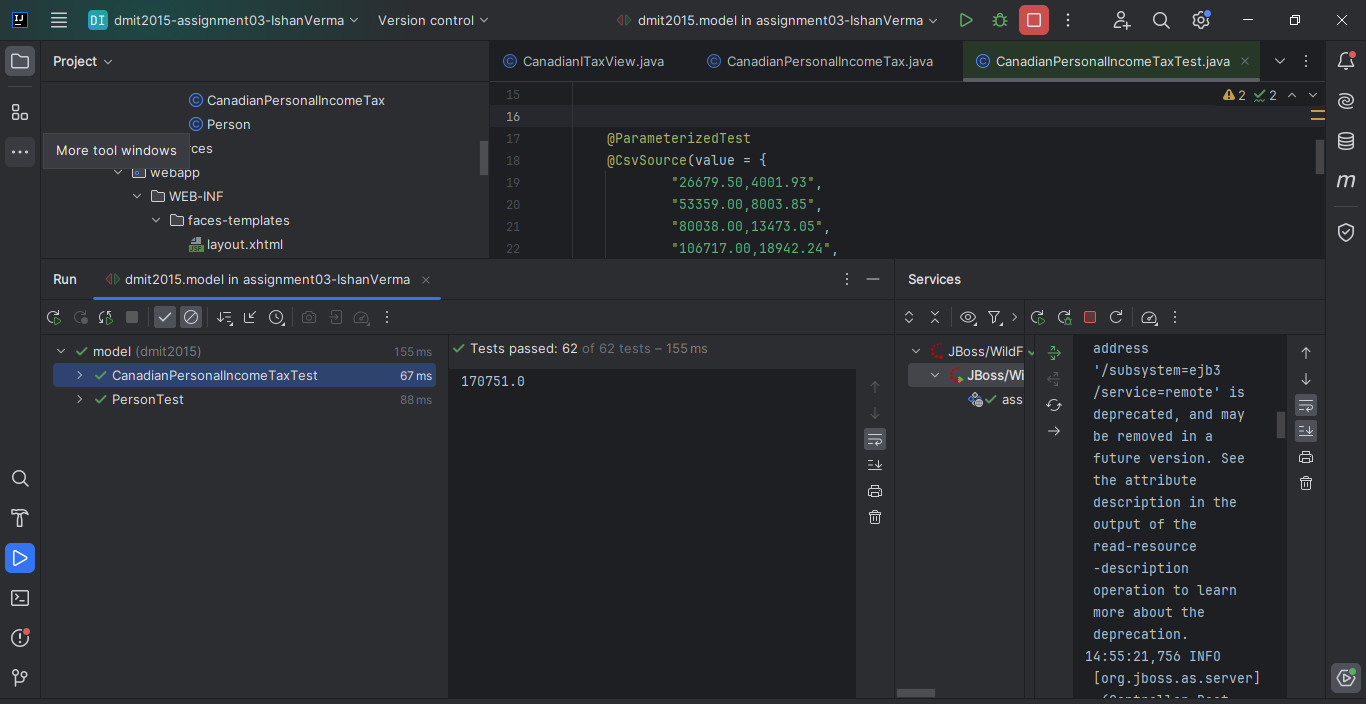 DI dmit2015-assignment03-IshanVerma Version control dmit2015.model in assignment03-IshanVerma
Project
CanadianITaxView.java CanadianPersonalIncomeTax.java CanadianPersonalIncomeTaxTest.java
CanadianPersonalIncomeTax
Person
More tool windows
rces
webapp
WEB-INF
faces-templates
JSF layout.xhtml
2 2
15
16
17 @ParameterizedTest
18 @CsvSource(value = {
19 "26679.50,4001.93",
20 "53359.00,8003.85",
21 "80038.00,13473.05",
22 "106717.00,18942.24",
m
Run dmit2015.model in assignment03-IshanVerma
model (dmit2015) 155 ms
CanadianPersonalIncomeTaxTest 67 ms
PersonTest 88 ms
Tests passed: 62 of 62 tests – 155 ms
170751.0
Services
JBoss/WildF
JBoss/Wi
ass
address
'/subsystem=ejb3
/service=remote' is
deprecated, and may
be removed in a
future version. See
the attribute
description in the
output of the
read-resource
-description
operation to learn
more about the
deprecation.
14:55:21,756 INFO
[org.jboss.as.server]
(Controller Boot